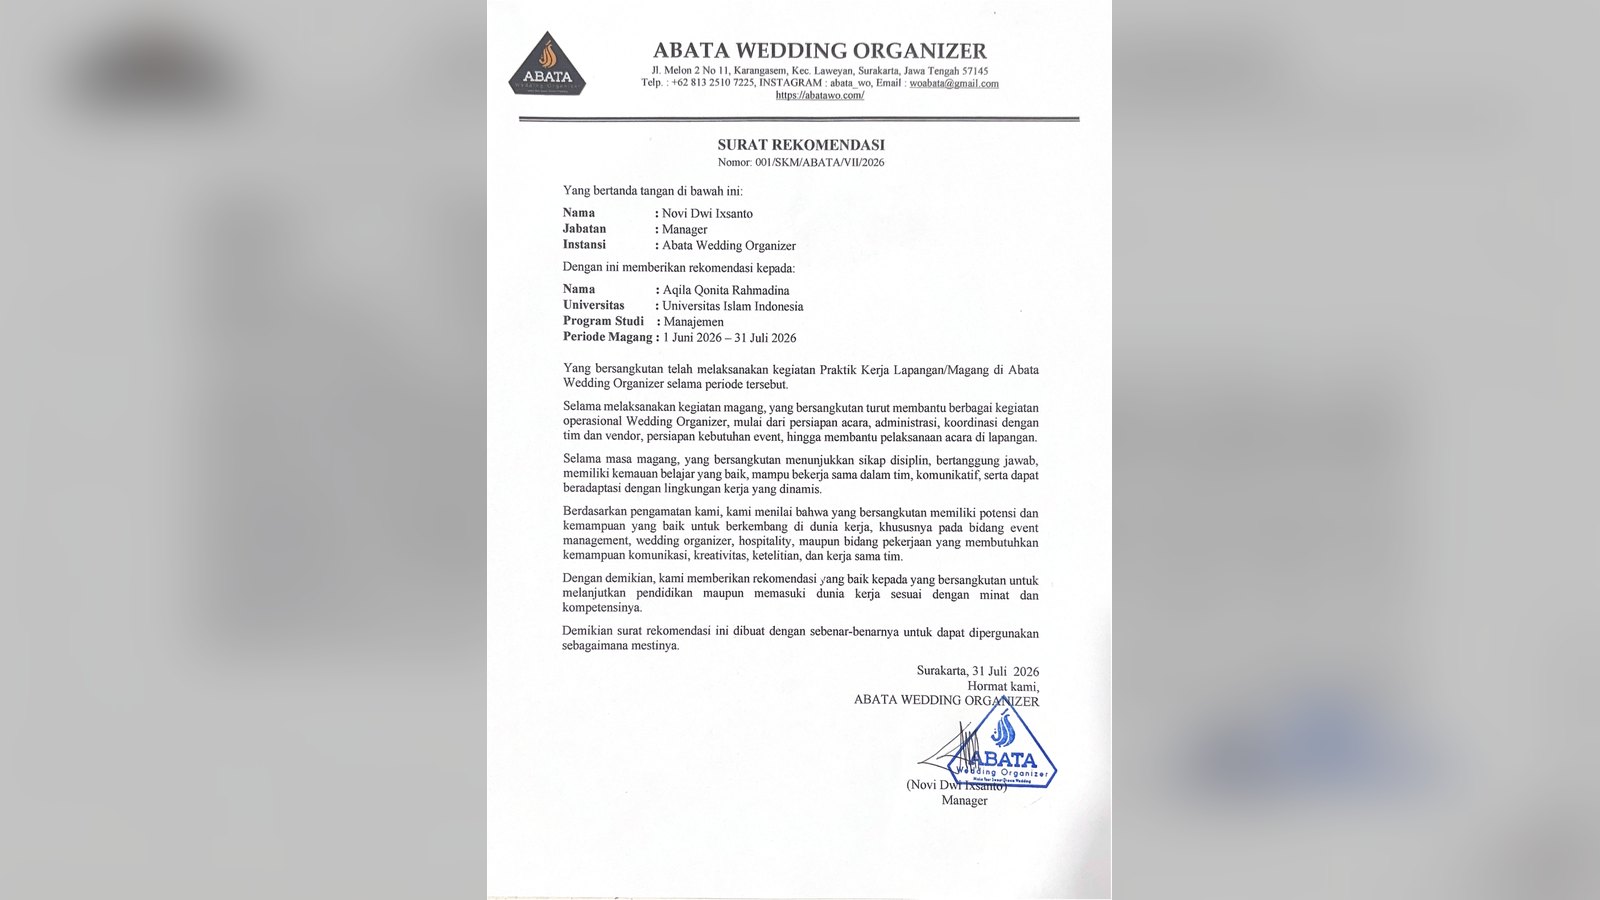 ABATA
Wedding Organizer
ABATA WEDDING ORGANIZER
Jl. Melon 2 No 11, Karangasem, Kec. Laweyan, Surakarta, Jawa Tengah 57145
Telp. : +62 813 2510 7225, INSTAGRAM : abata_wo, Email : woabata@gmail.com
https://abatawo.com/
SURAT REKOMENDASI
Nomor: 001/SKM/ABATA/VII/2026
Yang bertanda tangan di bawah ini:
Nama : Novi Dwi Ixsanto
Jabatan : Manager
Instansi : Abata Wedding Organizer
Dengan ini memberikan rekomendasi kepada:
Nama : Aqila Qonita Rahmadina
Universitas : Universitas Islam Indonesia
Program Studi : Manajemen
Periode Magang : 1 Juni 2026 – 31 Juli 2026
Yang bersangkutan telah melaksanakan kegiatan Praktik Kerja Lapangan/Magang di Abata
Wedding Organizer selama periode tersebut.
Selama melaksanakan kegiatan magang, yang bersangkutan turut membantu berbagai kegiatan
operasional Wedding Organizer, mulai dari persiapan acara, administrasi, koordinasi dengan
tim dan vendor, persiapan kebutuhan event, hingga membantu pelaksanaan acara di lapangan.
Selama masa magang, yang bersangkutan menunjukkan sikap disiplin, bertanggung jawab,
memiliki kemauan belajar yang baik, mampu bekerja sama dalam tim, komunikatif, serta dapat
beradaptasi dengan lingkungan kerja yang dinamis.
Berdasarkan pengamatan kami, kami menilai bahwa yang bersangkutan memiliki potensi dan
kemampuan yang baik untuk berkembang di dunia kerja, khususnya pada bidang event
management, wedding organizer, hospitality, maupun bidang pekerjaan yang membutuhkan
kemampuan komunikasi, kreativitas, ketelitian, dan kerja sama tim.
Dengan demikian, kami memberikan rekomendasi yang baik kepada yang bersangkutan untuk
melanjutkan pendidikan maupun memasuki dunia kerja sesuai dengan minat dan
kompetensinya.
Demikian surat rekomendasi ini dibuat dengan sebenar-benarnya untuk dapat dipergunakan
sebagaimana mestinya.
Surakarta, 31 Juli 2026
Hormat kami,
ABATA WEDDING ORGANIZER
ABATA
Wedding Organizer
(Novi Dwi Ixsanto)
Manager